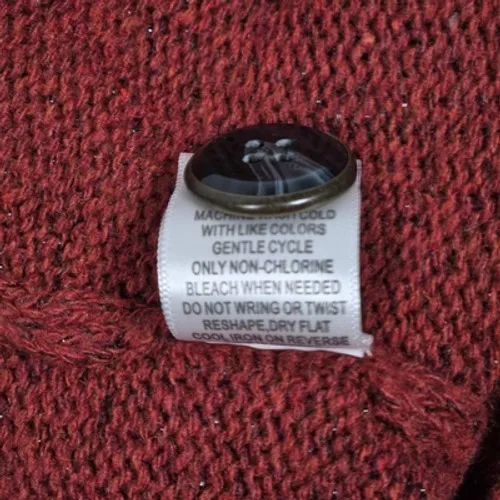 MACHINE WASH COLD
WITH LIKE COLORS
GENTLE CYCLE
ONLY NON-CHLORINE
BLEACH WHEN NEEDED
DO NOT WRING OR TWIST
RESHAPE,DRY FLAT
COOL IRON ON REVERSE